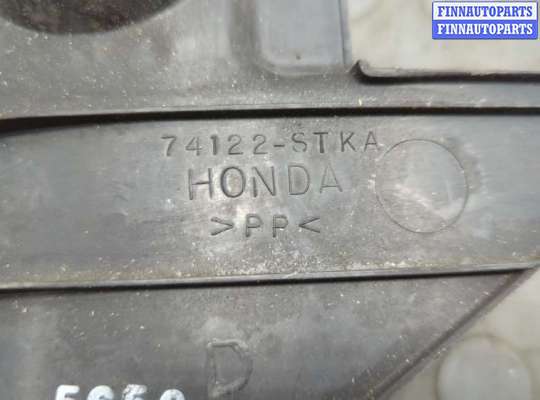 FINNAUTOPARTS
FINNAUTOPARTS
74122-STKA
HONDA
>PP<
D